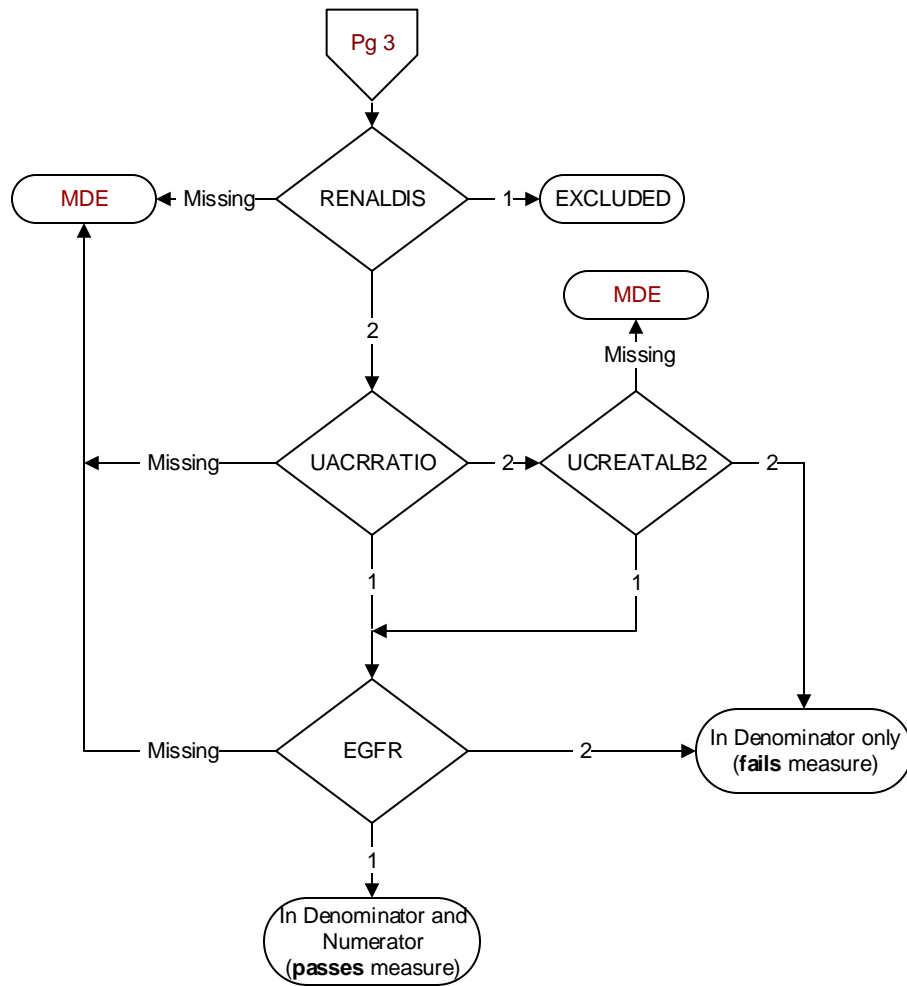 Pg 3
MDE
Missing
RENALDIS
1
EXCLUDED
2
MDE
Missing
Missing
UACRRATIO
2
UCREATALB2
2
1
1
Missing
EGFR
2
In Denominator only
(fails measure)
1
In Denominator and
Numerator
(passes measure)